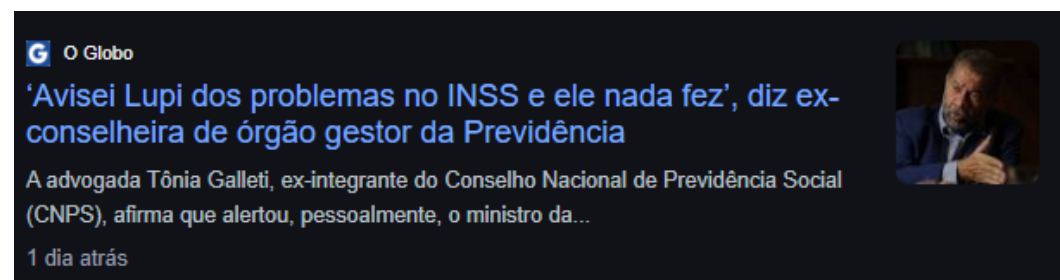 G O Globo
‘Avisei Lupi dos problemas no INSS e ele nada fez’, diz ex-
conselheira de órgão gestor da Previdência
A advogada Tônia Galleti, ex-integrante do Conselho Nacional de Previdência Social
(CNPS), afirma que alertou, pessoalmente, o ministro da...
1 dia atrás